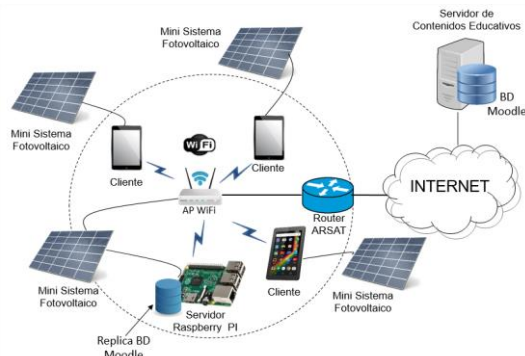 Servidor de
Contenidos Educativos
BD
Moodle
Mini Sistema
Fotovoltaico
Mini Sistema
Fotovoltaico
WiFi
Cliente
Cliente
AP WiFi
INTERNET
Router
ARSAT
Mini Sistema
Fotovoltaico
Servidor
Raspberry PI
Cliente
Mini Sistema
Fotovoltaico
Replica BD
Moodle